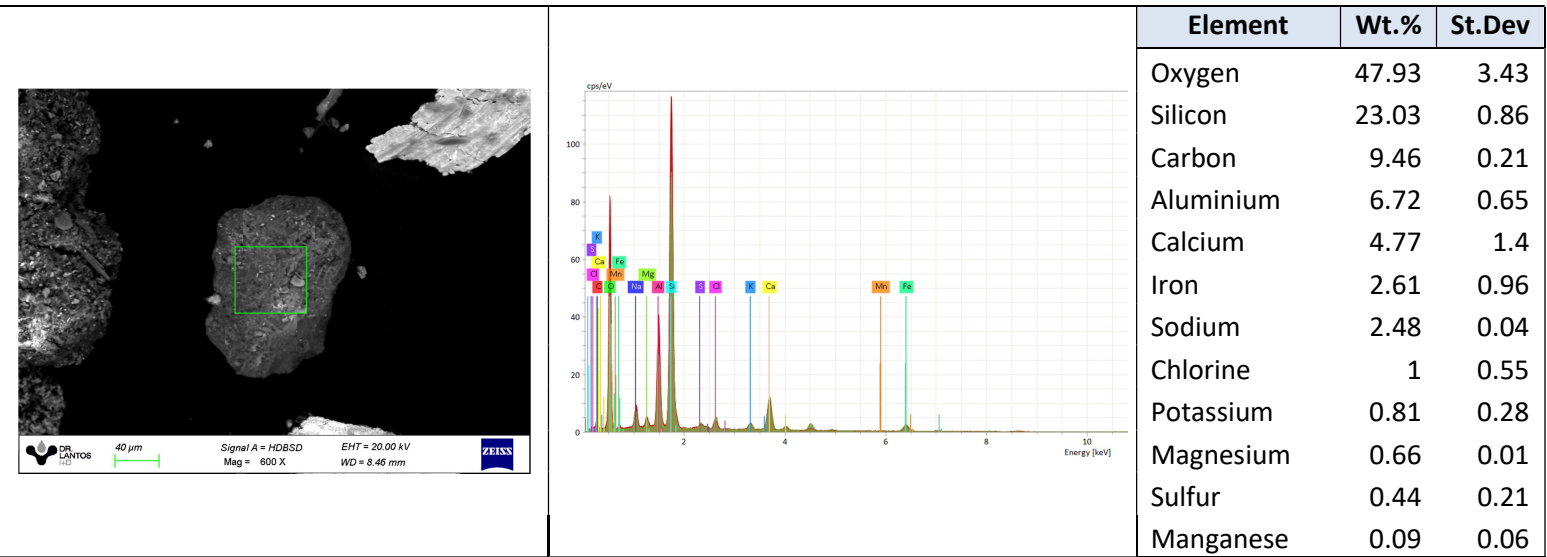 DR.
LANTOS
I+D
40 µm
Signal A = HDBSD
Mag = 600 X
EHT = 20.00 kV
WD = 8.46 mm
ZEISS
cps/eV
100
80
60
40
20
0
K
S
Ca Fe
Cl Mn Mg
C O Na Al Si S Cl K Ca Mn Fe
2 4 6 8 10
Energy [keV]
Element Wt.% St.Dev
Oxygen 47.93 3.43
Silicon 23.03 0.86
Carbon 9.46 0.21
Aluminium 6.72 0.65
Calcium 4.77 1.4
Iron 2.61 0.96
Sodium 2.48 0.04
Chlorine 1 0.55
Potassium 0.81 0.28
Magnesium 0.66 0.01
Sulfur 0.44 0.21
Manganese 0.09 0.06